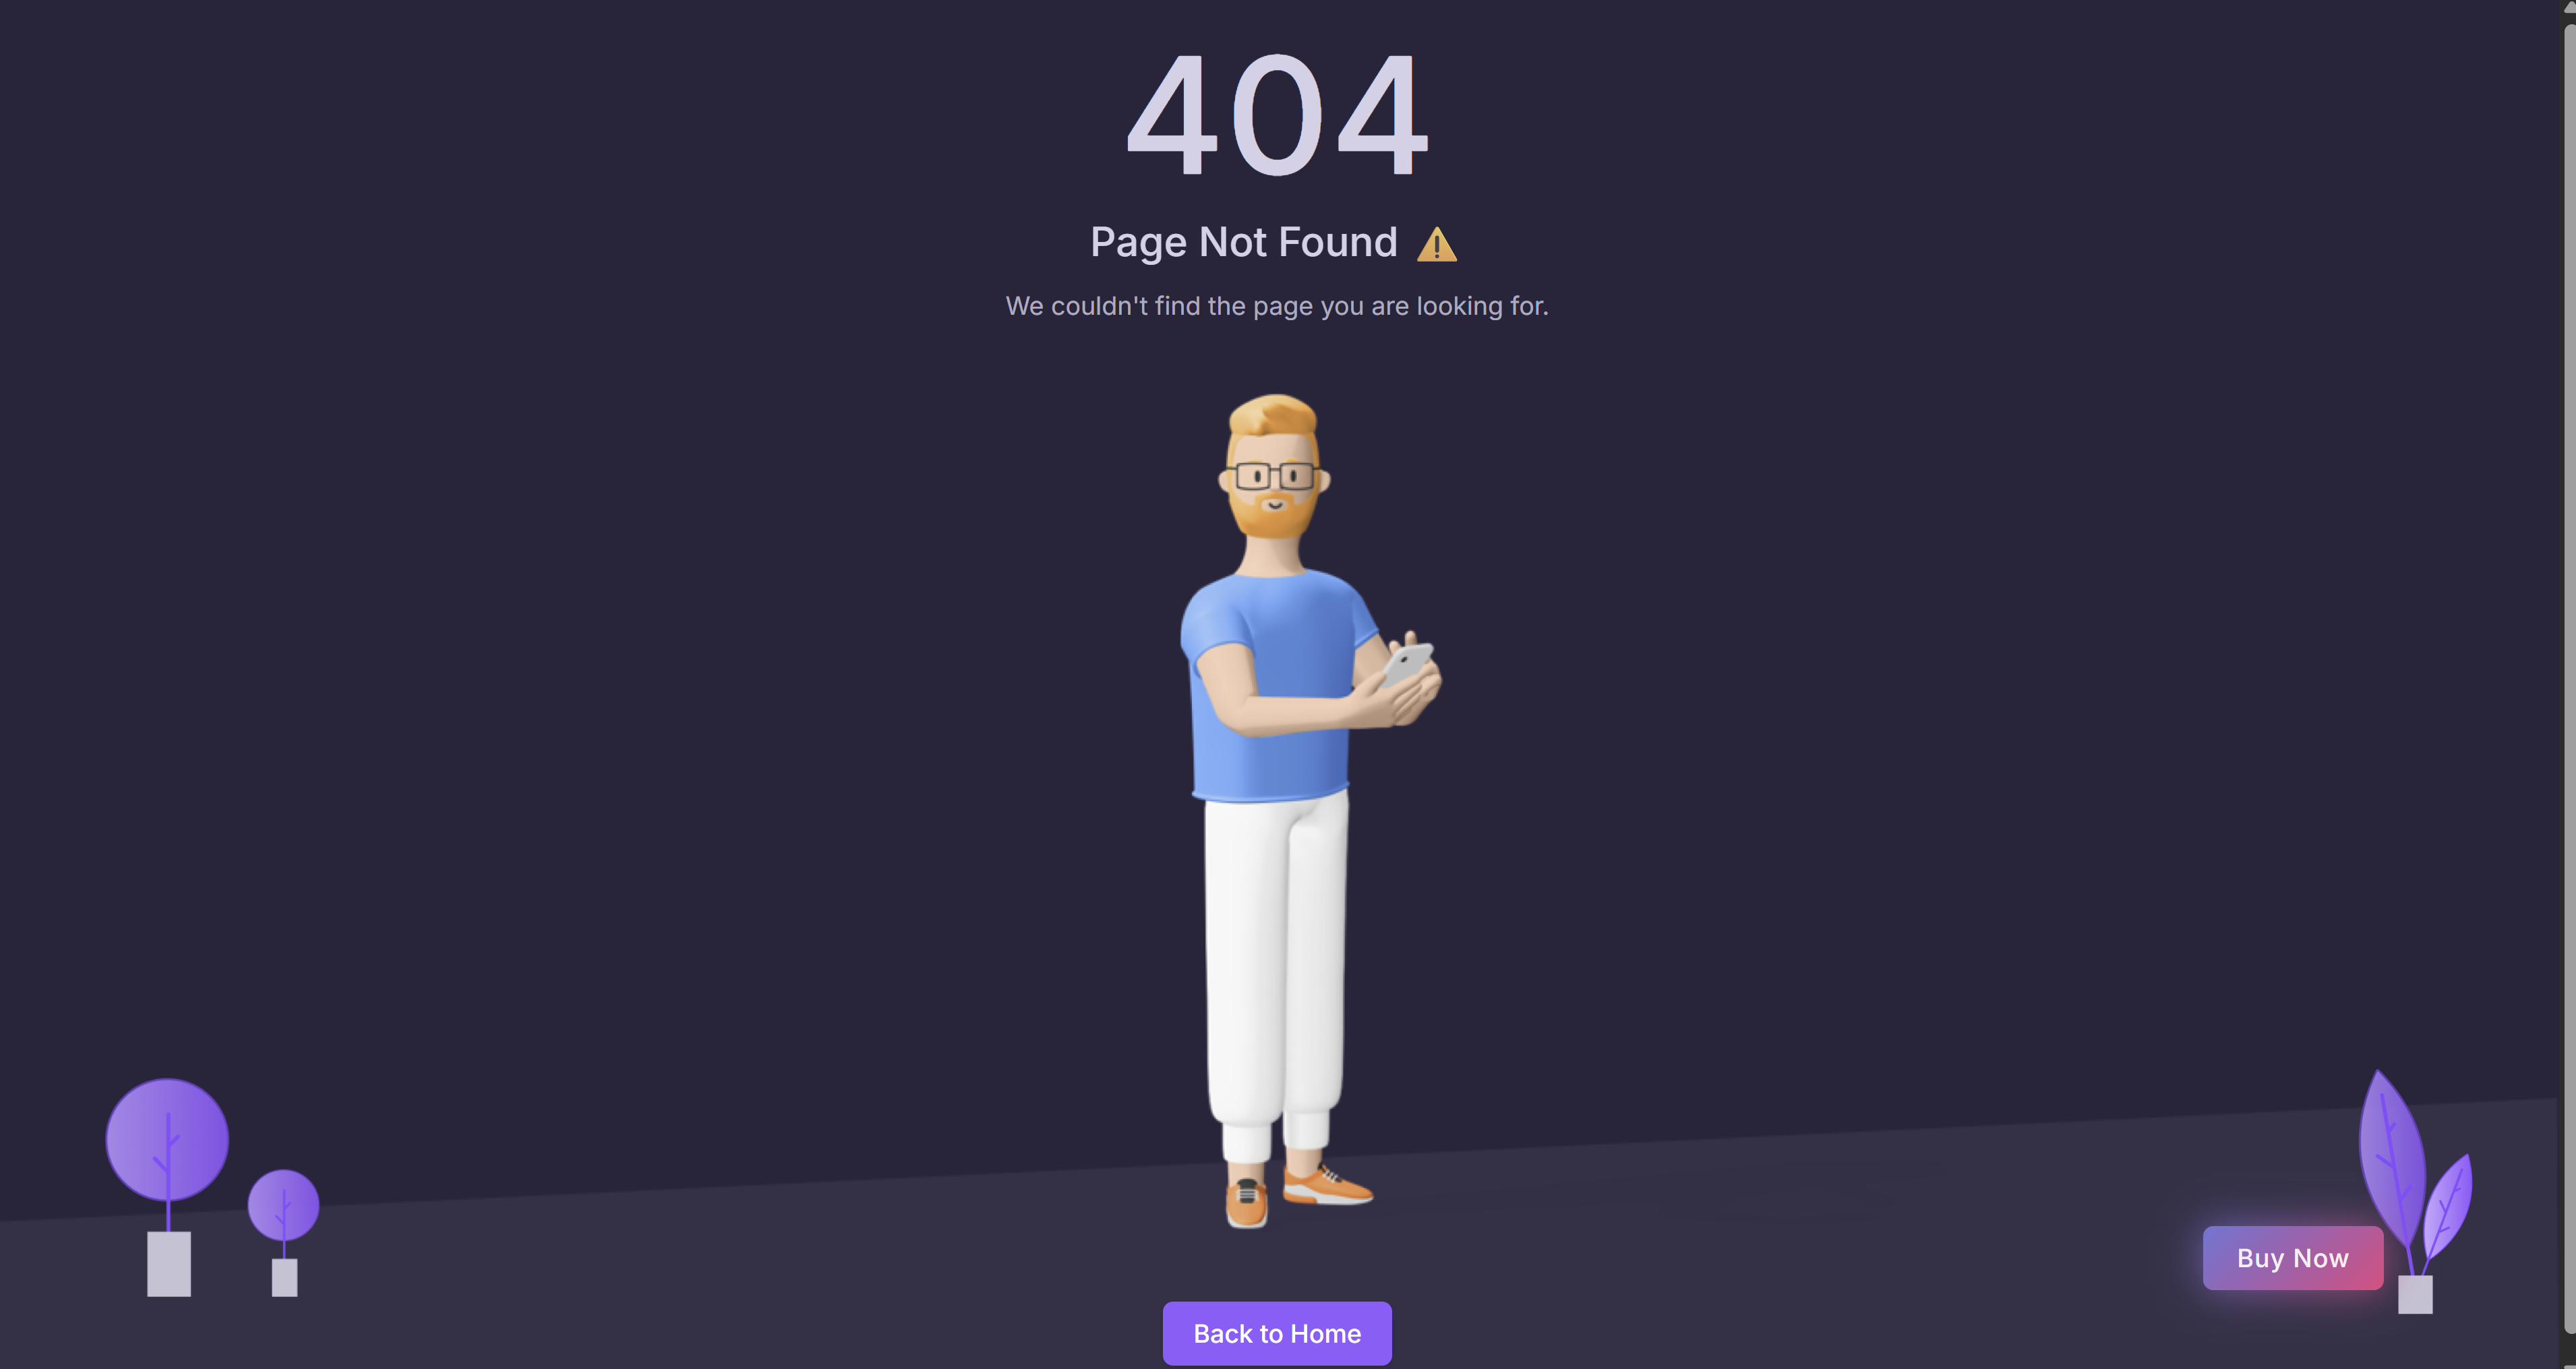 404
Page Not Found ⚠️
We couldn't find the page you are looking for.
Buy Now
Back to Home